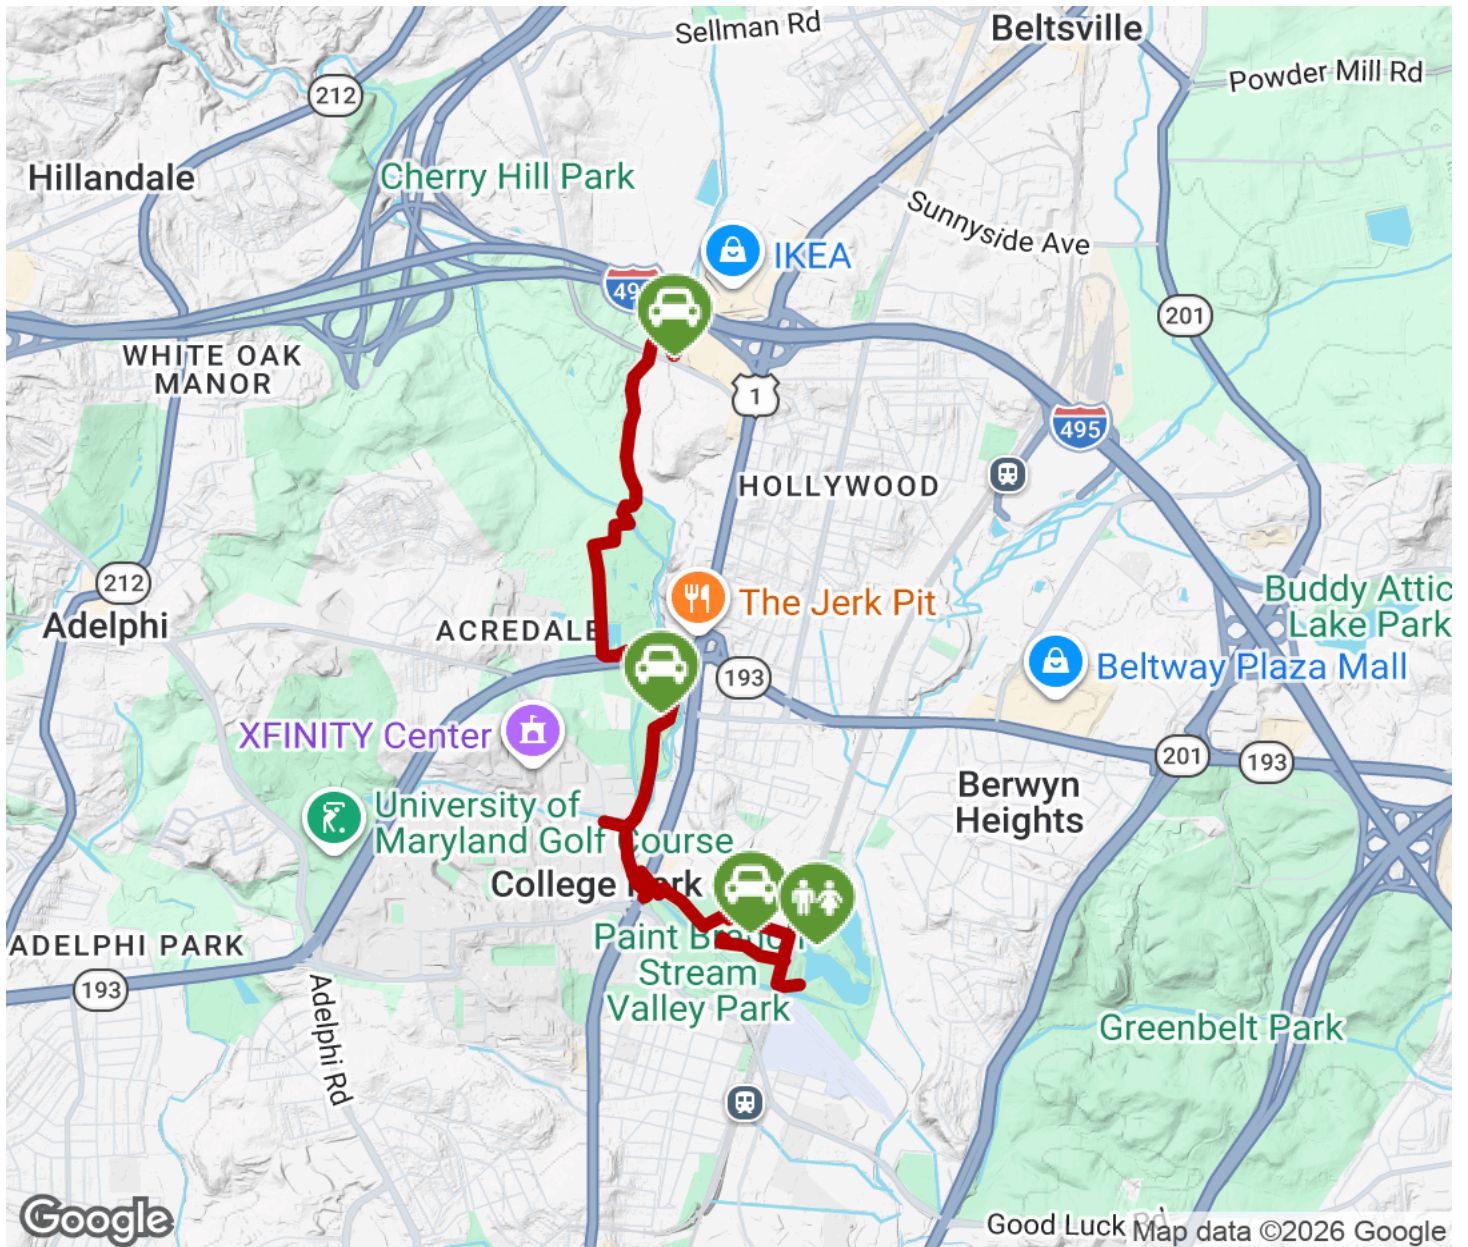 Sellman Rd
Beltsville
Powder Mill Rd
212
Hillandale
Cherry Hill Park
Sunnyside Ave
IKEA
201
WHITE OAK
MANOR
1
495
HOLLYWOOD
212
Adelphi
ACREDALE
The Jerk Pit
Buddy Attic
Lake Park
193
Beltway Plaza Mall
XFINITY Center
201
193
University of
Maryland Golf Course
Berwyn
Heights
College
ADELPHI PARK
Paint
Stream
Valley Park
193
Adelphi Rd
Greenbelt Park
Google
Good Luck
Map data ©2026 Google